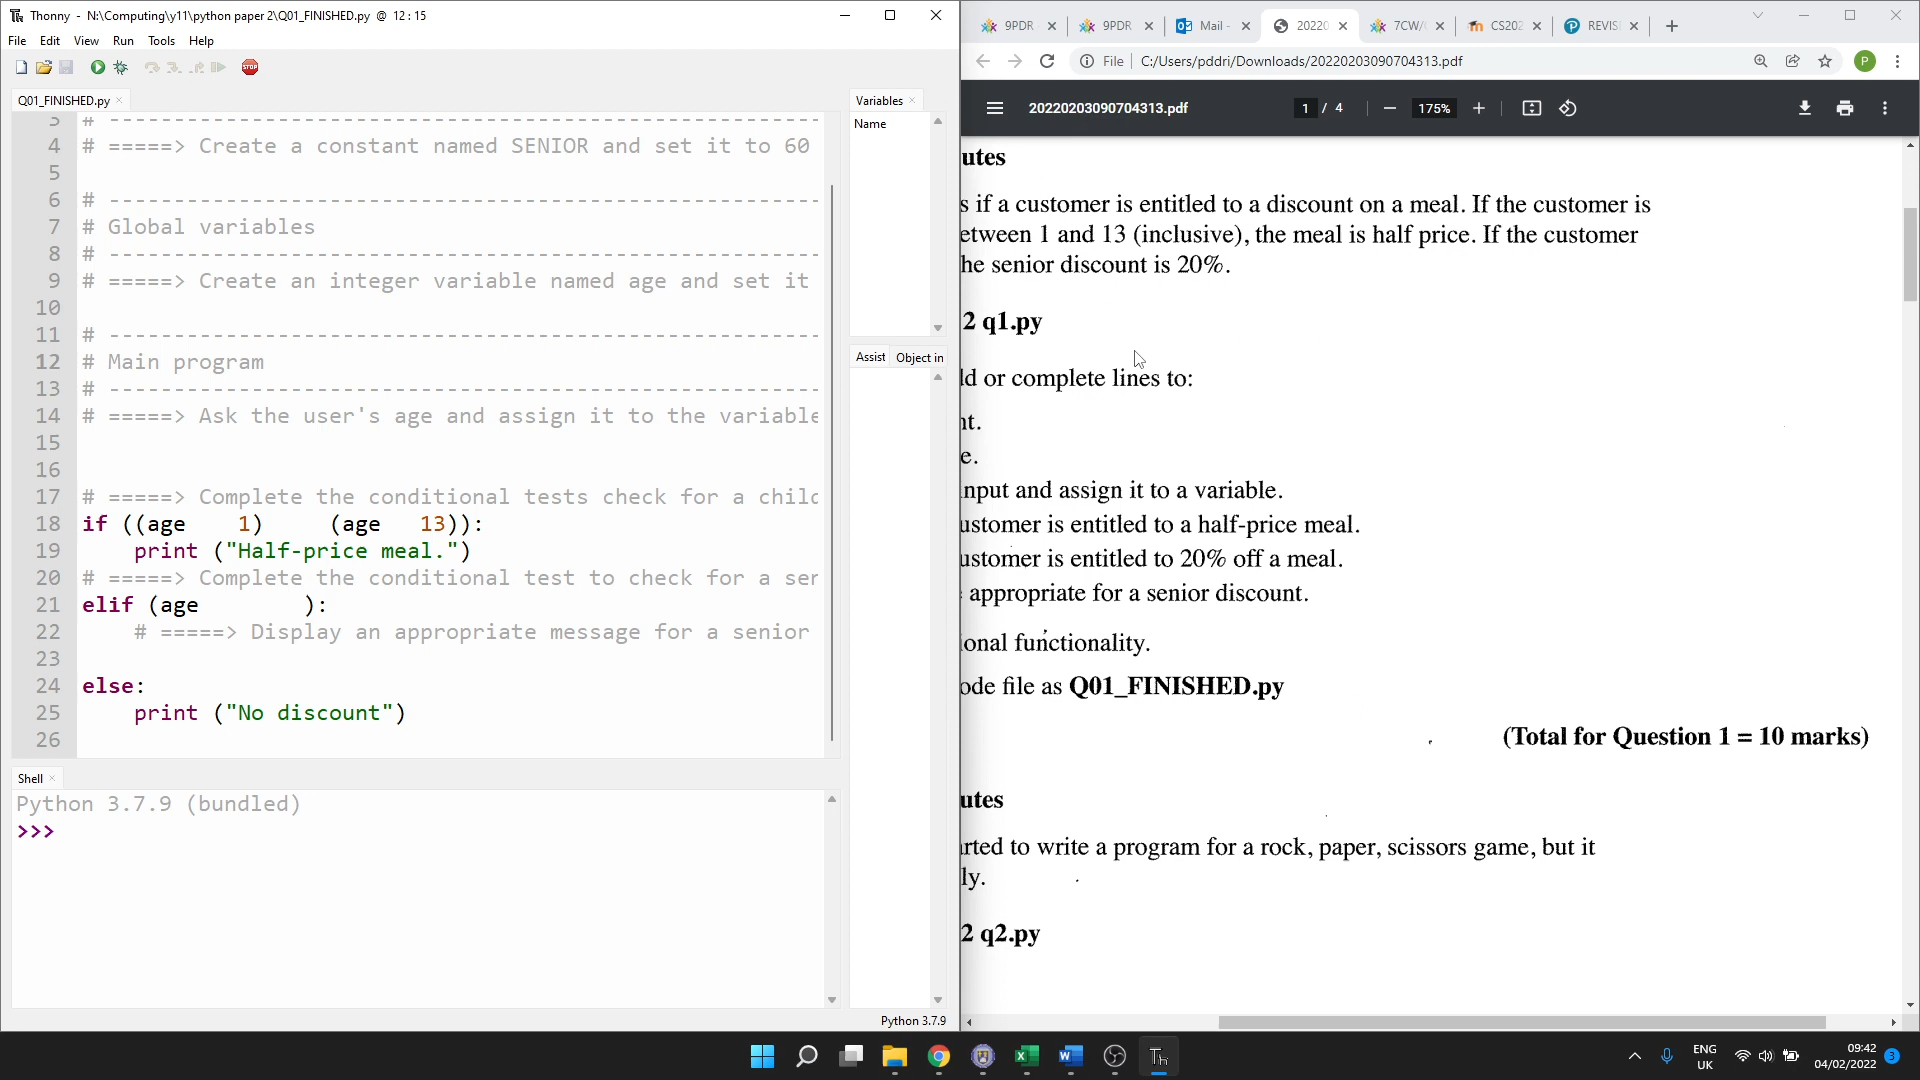 Thonny - N:\Computing\y11\python paper 2\Q01_FINISHED.py @ 12 : 15
File Edit View Run Tools Help
STOP
Q01_FINISHED.py ×
3 # -------------------------------------------------------
4 # =====> Create a constant named SENIOR and set it to 60
5
6 # -------------------------------------------------------
7 # Global variables
8 # -------------------------------------------------------
9 # =====> Create an integer variable named age and set it
10
11 # -------------------------------------------------------
12 # Main program
13 # -------------------------------------------------------
14 # =====> Ask the user's age and assign it to the variable
15
16
17 # =====> Complete the conditional tests check for a child
18 if ((age    1)     (age   13)):
19     print ("Half-price meal.")
20 # =====> Complete the conditional test to check for a sen
21 elif (age        ):
22     # =====> Display an appropriate message for a senior
23
24 else:
25     print ("No discount")
26
Shell ×
Python 3.7.9 (bundled)
>>>
Variables ×
Name
Assist Object in
Python 3.7.9
9PDR × 9PDR × Mail - × 20220 × 7CW/ × CS202 × REVIS × +
File C:/Users/pddri/Downloads/20220203090704313.pdf P
20220203090704313.pdf 1 / 4 − 175% +
utes
s if a customer is entitled to a discount on a meal. If the customer is
etween 1 and 13 (inclusive), the meal is half price. If the customer
he senior discount is 20%.
2 q1.py
ld or complete lines to:
nt.
e.
nput and assign it to a variable.
ustomer is entitled to a half-price meal.
ustomer is entitled to 20% off a meal.
appropriate for a senior discount.
ional functionality.
ode file as Q01_FINISHED.py
(Total for Question 1 = 10 marks)
utes
arted to write a program for a rock, paper, scissors game, but it
ly.
2 q2.py
ENG
UK
09:42
04/02/2022
3